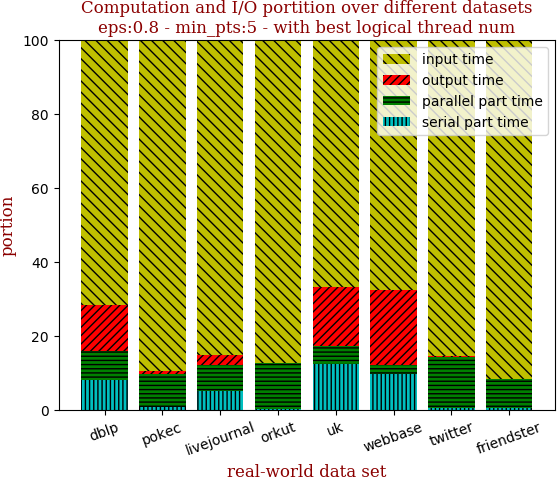 Computation and I/O portition over different datasets
eps:0.8 - min_pts:5 - with best logical thread num
input time
output time
parallel part time
serial part time
portion
100
80
60
40
20
0
dblp
pokec
livejournal
orkut
uk
webbase
twitter
friendster
real-world data set